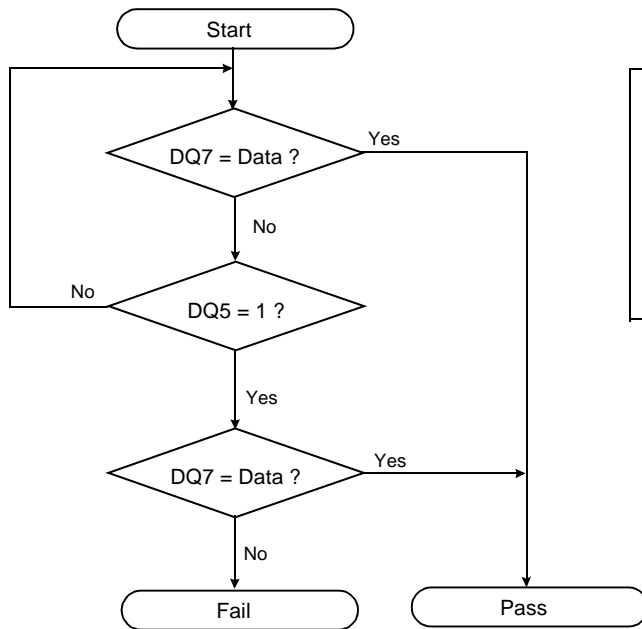 Start
Yes
DQ7 = Data ?
No
No
DQ5 = 1 ?
Yes
Yes
DQ7 = Data ?
No
Fail
Pass